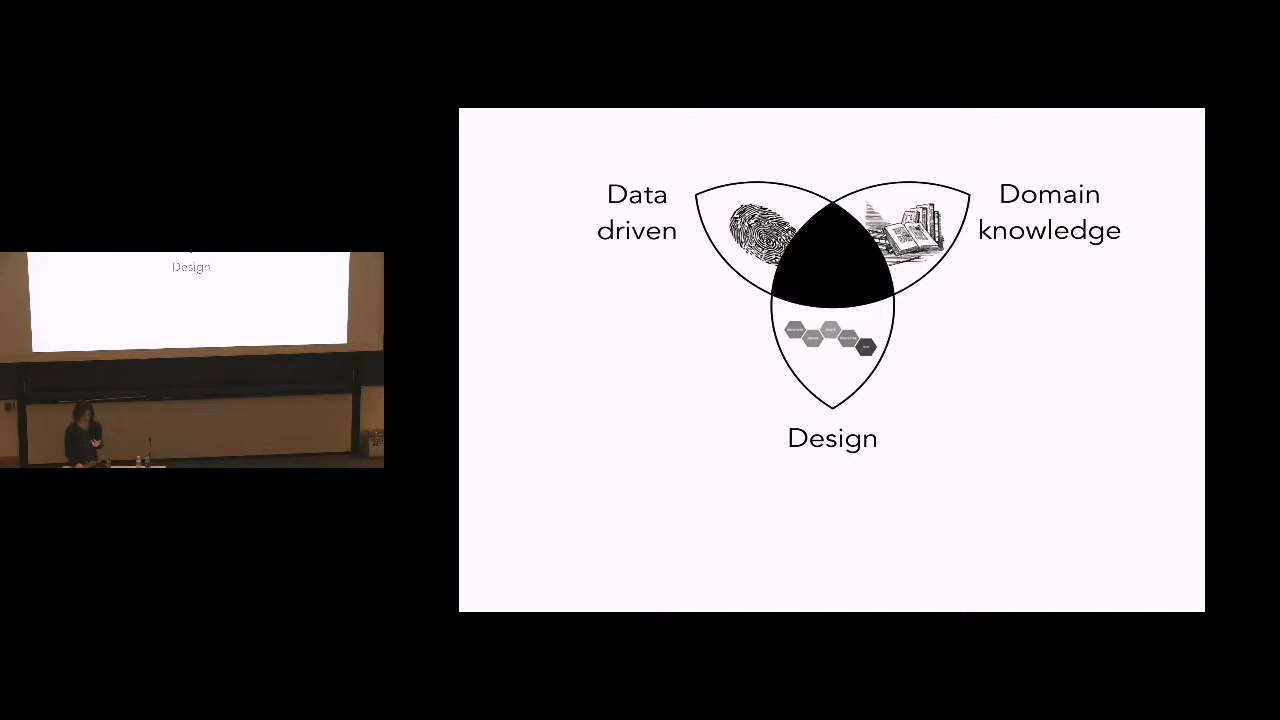 Data
driven
Domain
knowledge
Design
Design